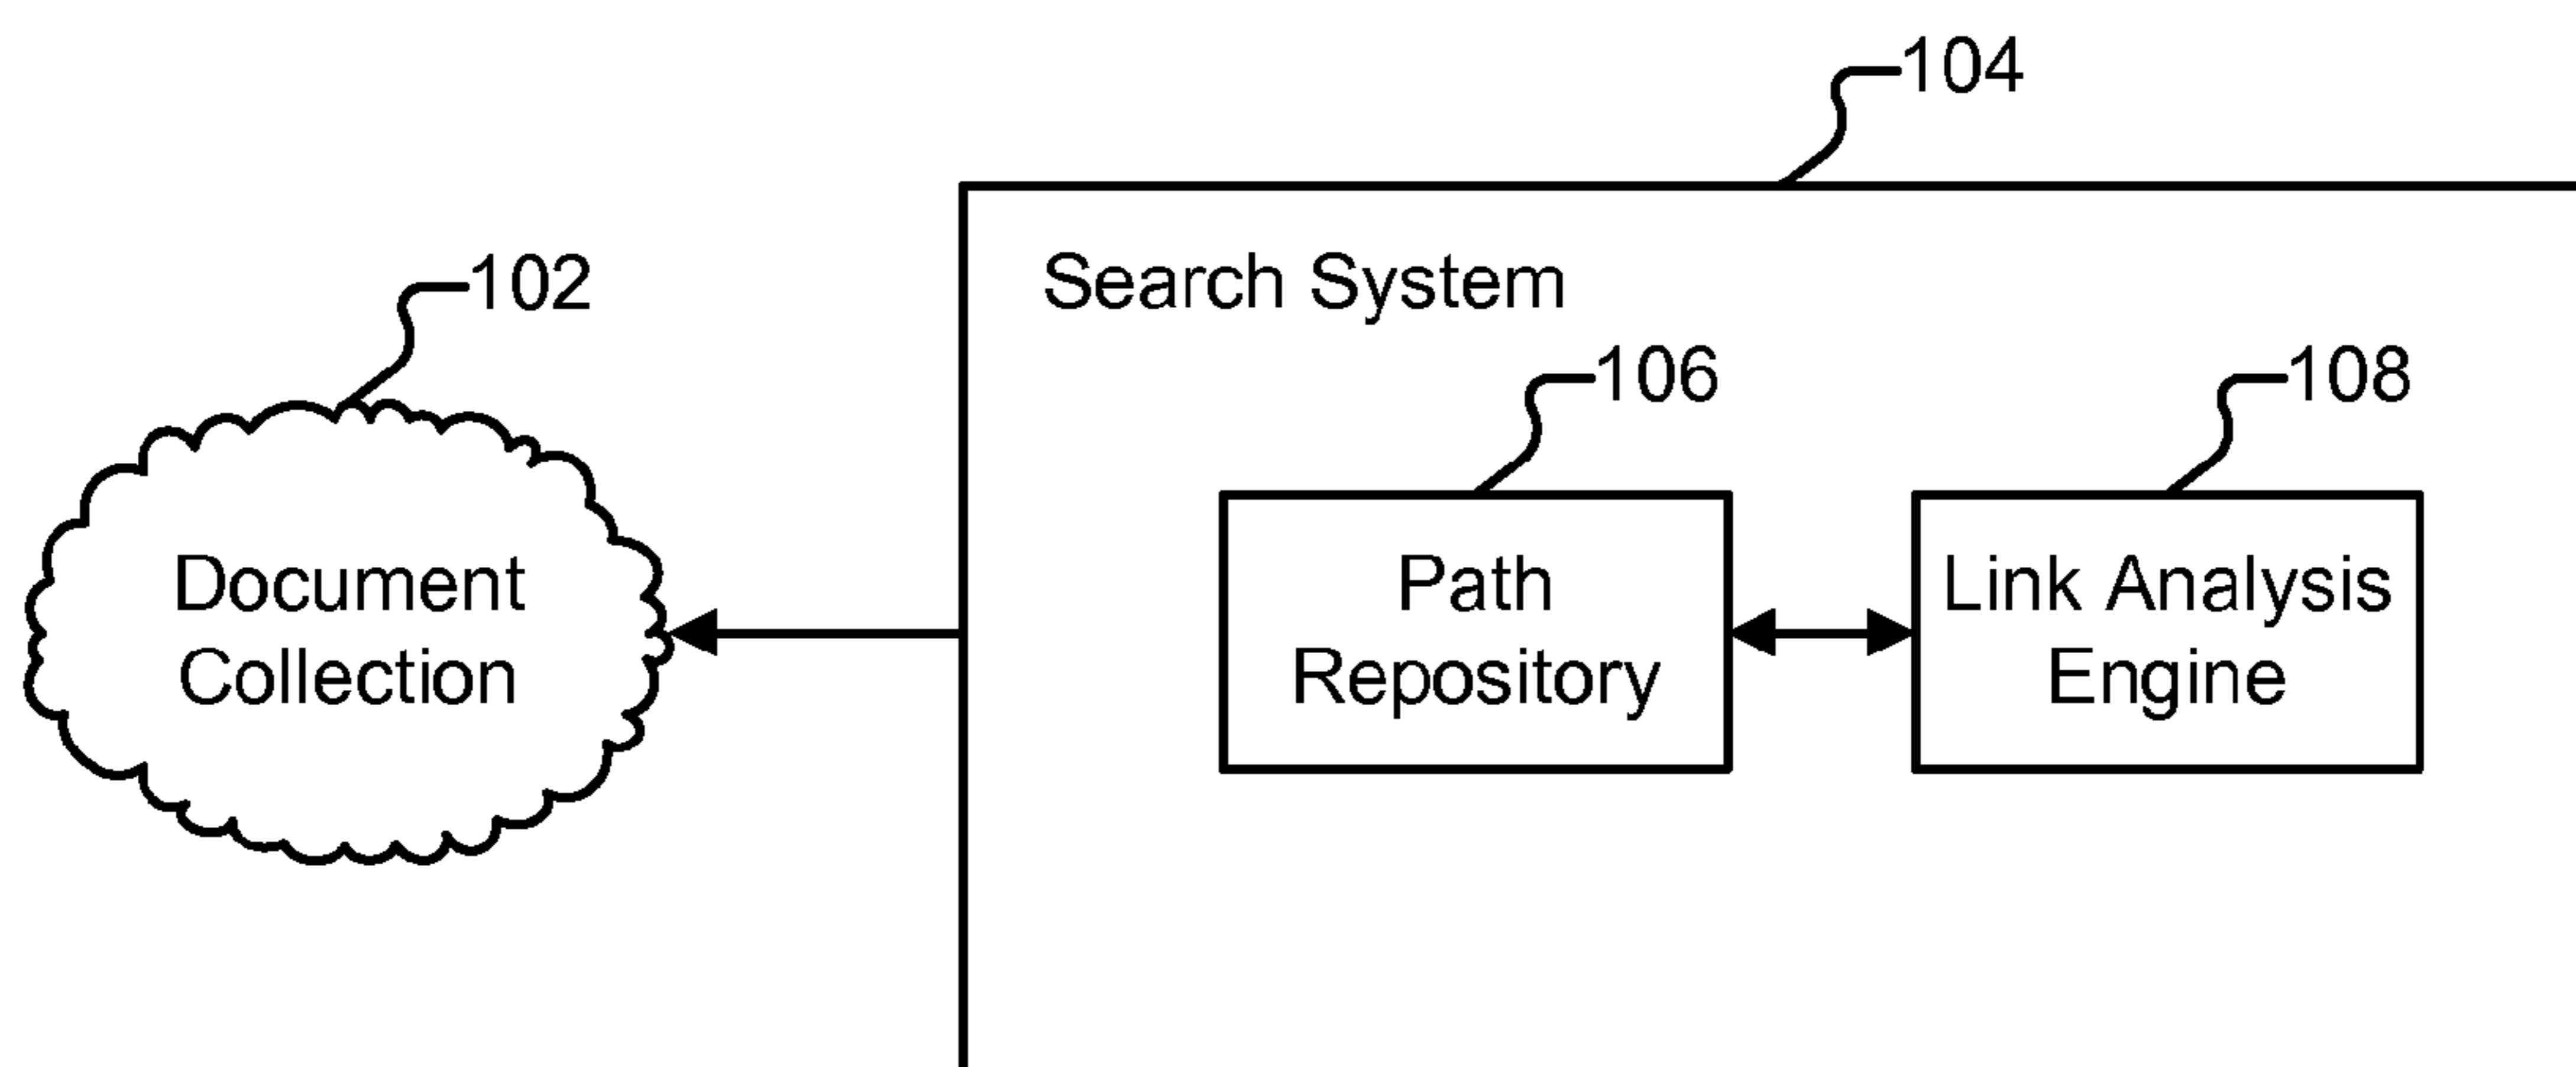 104
102
Search System
106
108
Document
Collection
Path
Repository
Link Analysis
Engine